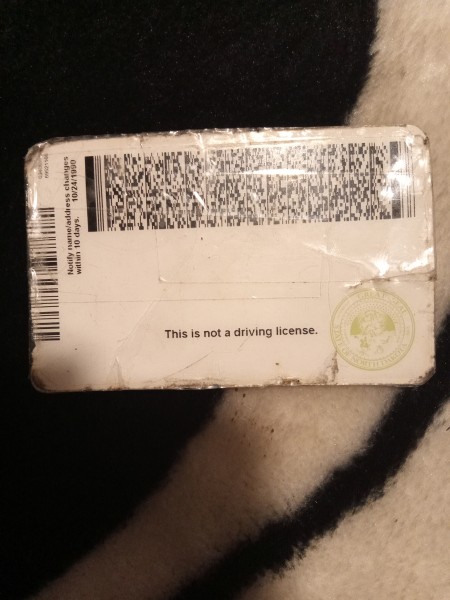 Notify name/address changes
within 10 days. 10/24/1990
This is not a driving license.